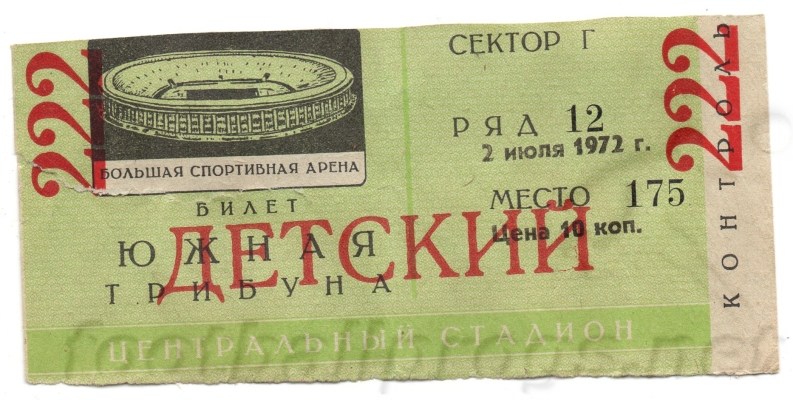 222
БОЛЬШАЯ СПОРТИВНАЯ АРЕНА
БИЛЕТ
ЮЖНАЯ
ТРИБУНА
ДЕТСКИЙ
СЕКТОР Г
РЯД 12
2 июля 1972 г.
МЕСТО 175
Цена 10 коп.
ЦЕНТРАЛЬНЫЙ СТАДИОН
222
КОНТРОЛЬ